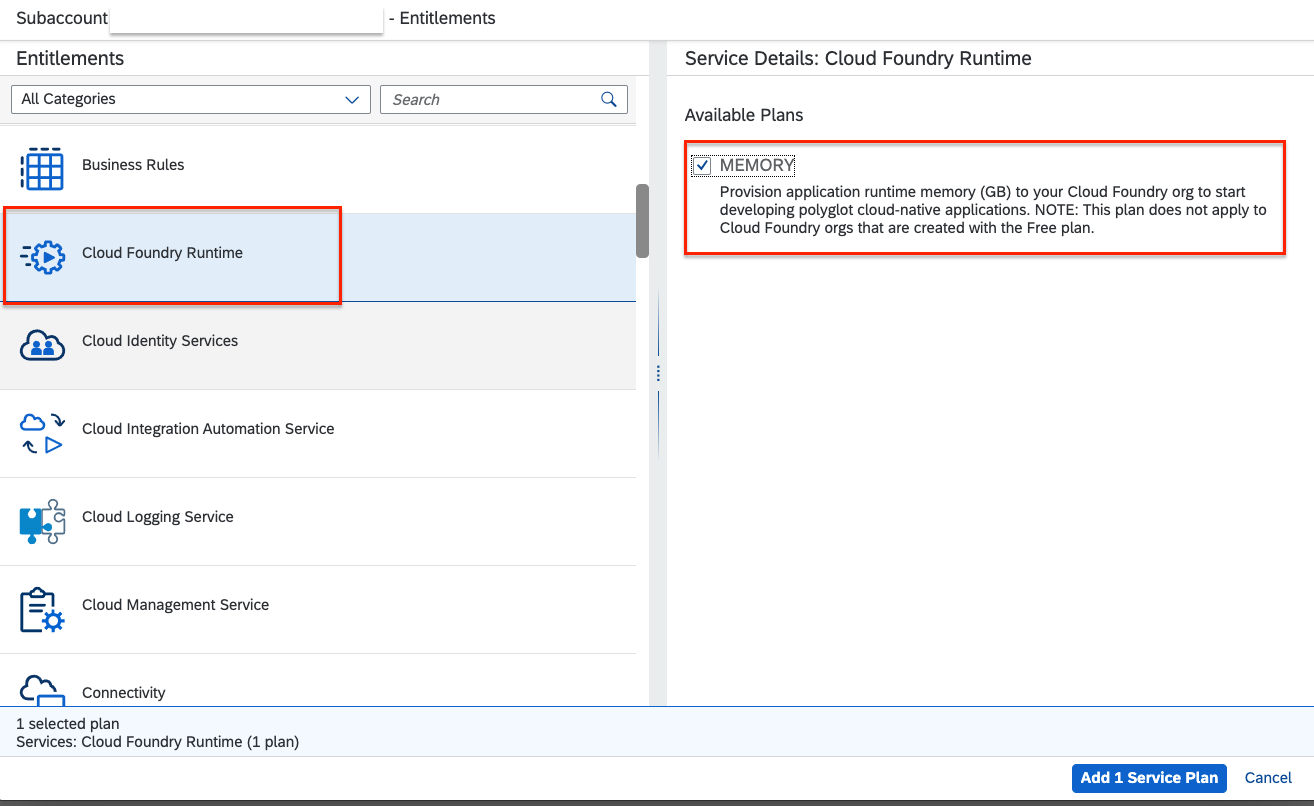 Subaccount - Entitlements
Entitlements
All Categories
Search
Business Rules
Cloud Foundry Runtime
Cloud Identity Services
Cloud Integration Automation Service
Cloud Logging Service
Cloud Management Service
Connectivity
Service Details: Cloud Foundry Runtime
Available Plans
MEMORY
Provision application runtime memory (GB) to your Cloud Foundry org to start
developing polyglot cloud-native applications. NOTE: This plan does not apply to
Cloud Foundry orgs that are created with the Free plan.
1 selected plan
Services: Cloud Foundry Runtime (1 plan)
Add 1 Service Plan
Cancel